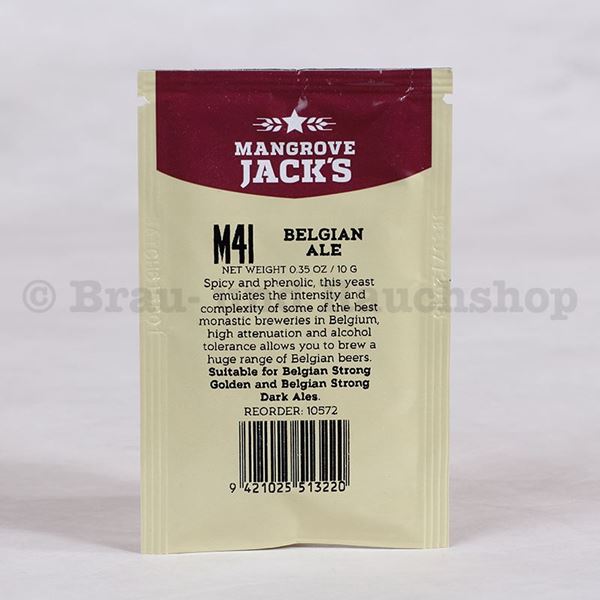 MANGROVE
JACK'S
M41 BELGIAN
ALE
NET WEIGHT 0.35 OZ / 10 G
Spicy and phenolic, this yeast
emulates the intensity and
complexity of some of the best
monastic breweries in Belgium,
high attenuation and alcohol
tolerance allows you to brew a
huge range of Belgian beers.
Suitable for Belgian Strong
Golden and Belgian Strong
Dark Ales.
REORDER: 10572
9 421025 513220
© Brau- uchshop